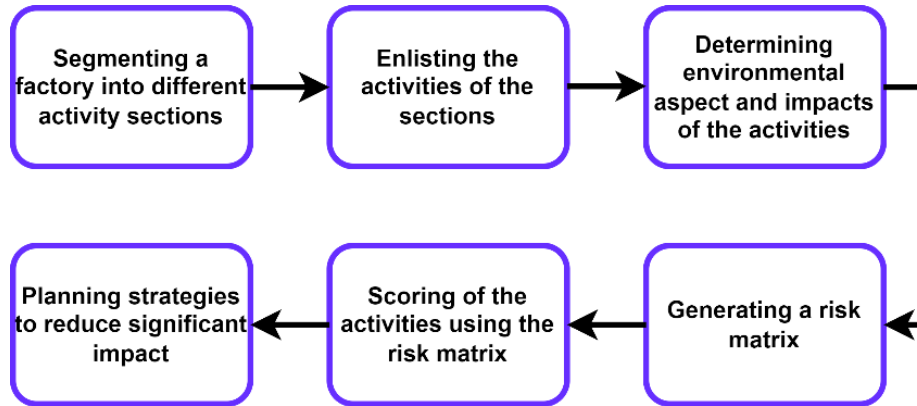 Segmenting a
factory into different
activity sections
Enlisting the
activities of the
sections
Determining
environmental
aspect and impacts
of the activities
Generating a risk
matrix
Scoring of the
activities using the
risk matrix
Planning strategies
to reduce significant
impact